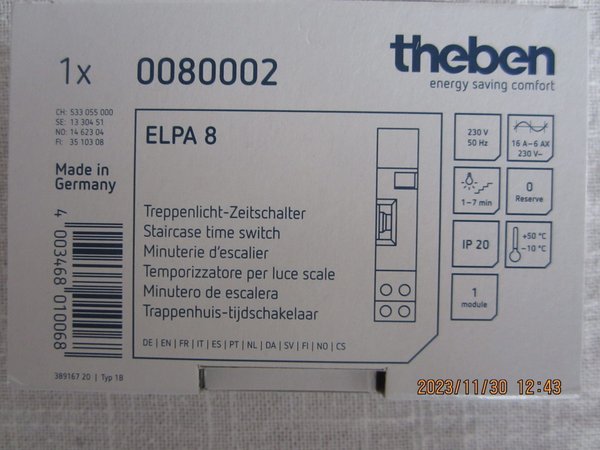 1x 0080002
theben
energy saving comfort
CH: 533 055 000
SE: 13 304 51
NO: 14 623 04
FI: 35 103 08
Made in
Germany
4 003468 010068
389167 20 | Typ 1B
ELPA 8
Treppenlicht-Zeitschalter
Staircase time switch
Minuterie d'escalier
Temporizzatore per luce scale
Minutero de escalera
Trappenhuis-tijdschakelaar
DE | EN | FR | IT | ES | PT | NL | DA | SV | FI | NO | CS
230 V
50 Hz
16 A–6 AX
230 V~
1–7 min
0
Reserve
IP 20
+50 °C
–10 °C
1
module
2023/11/30 12:43